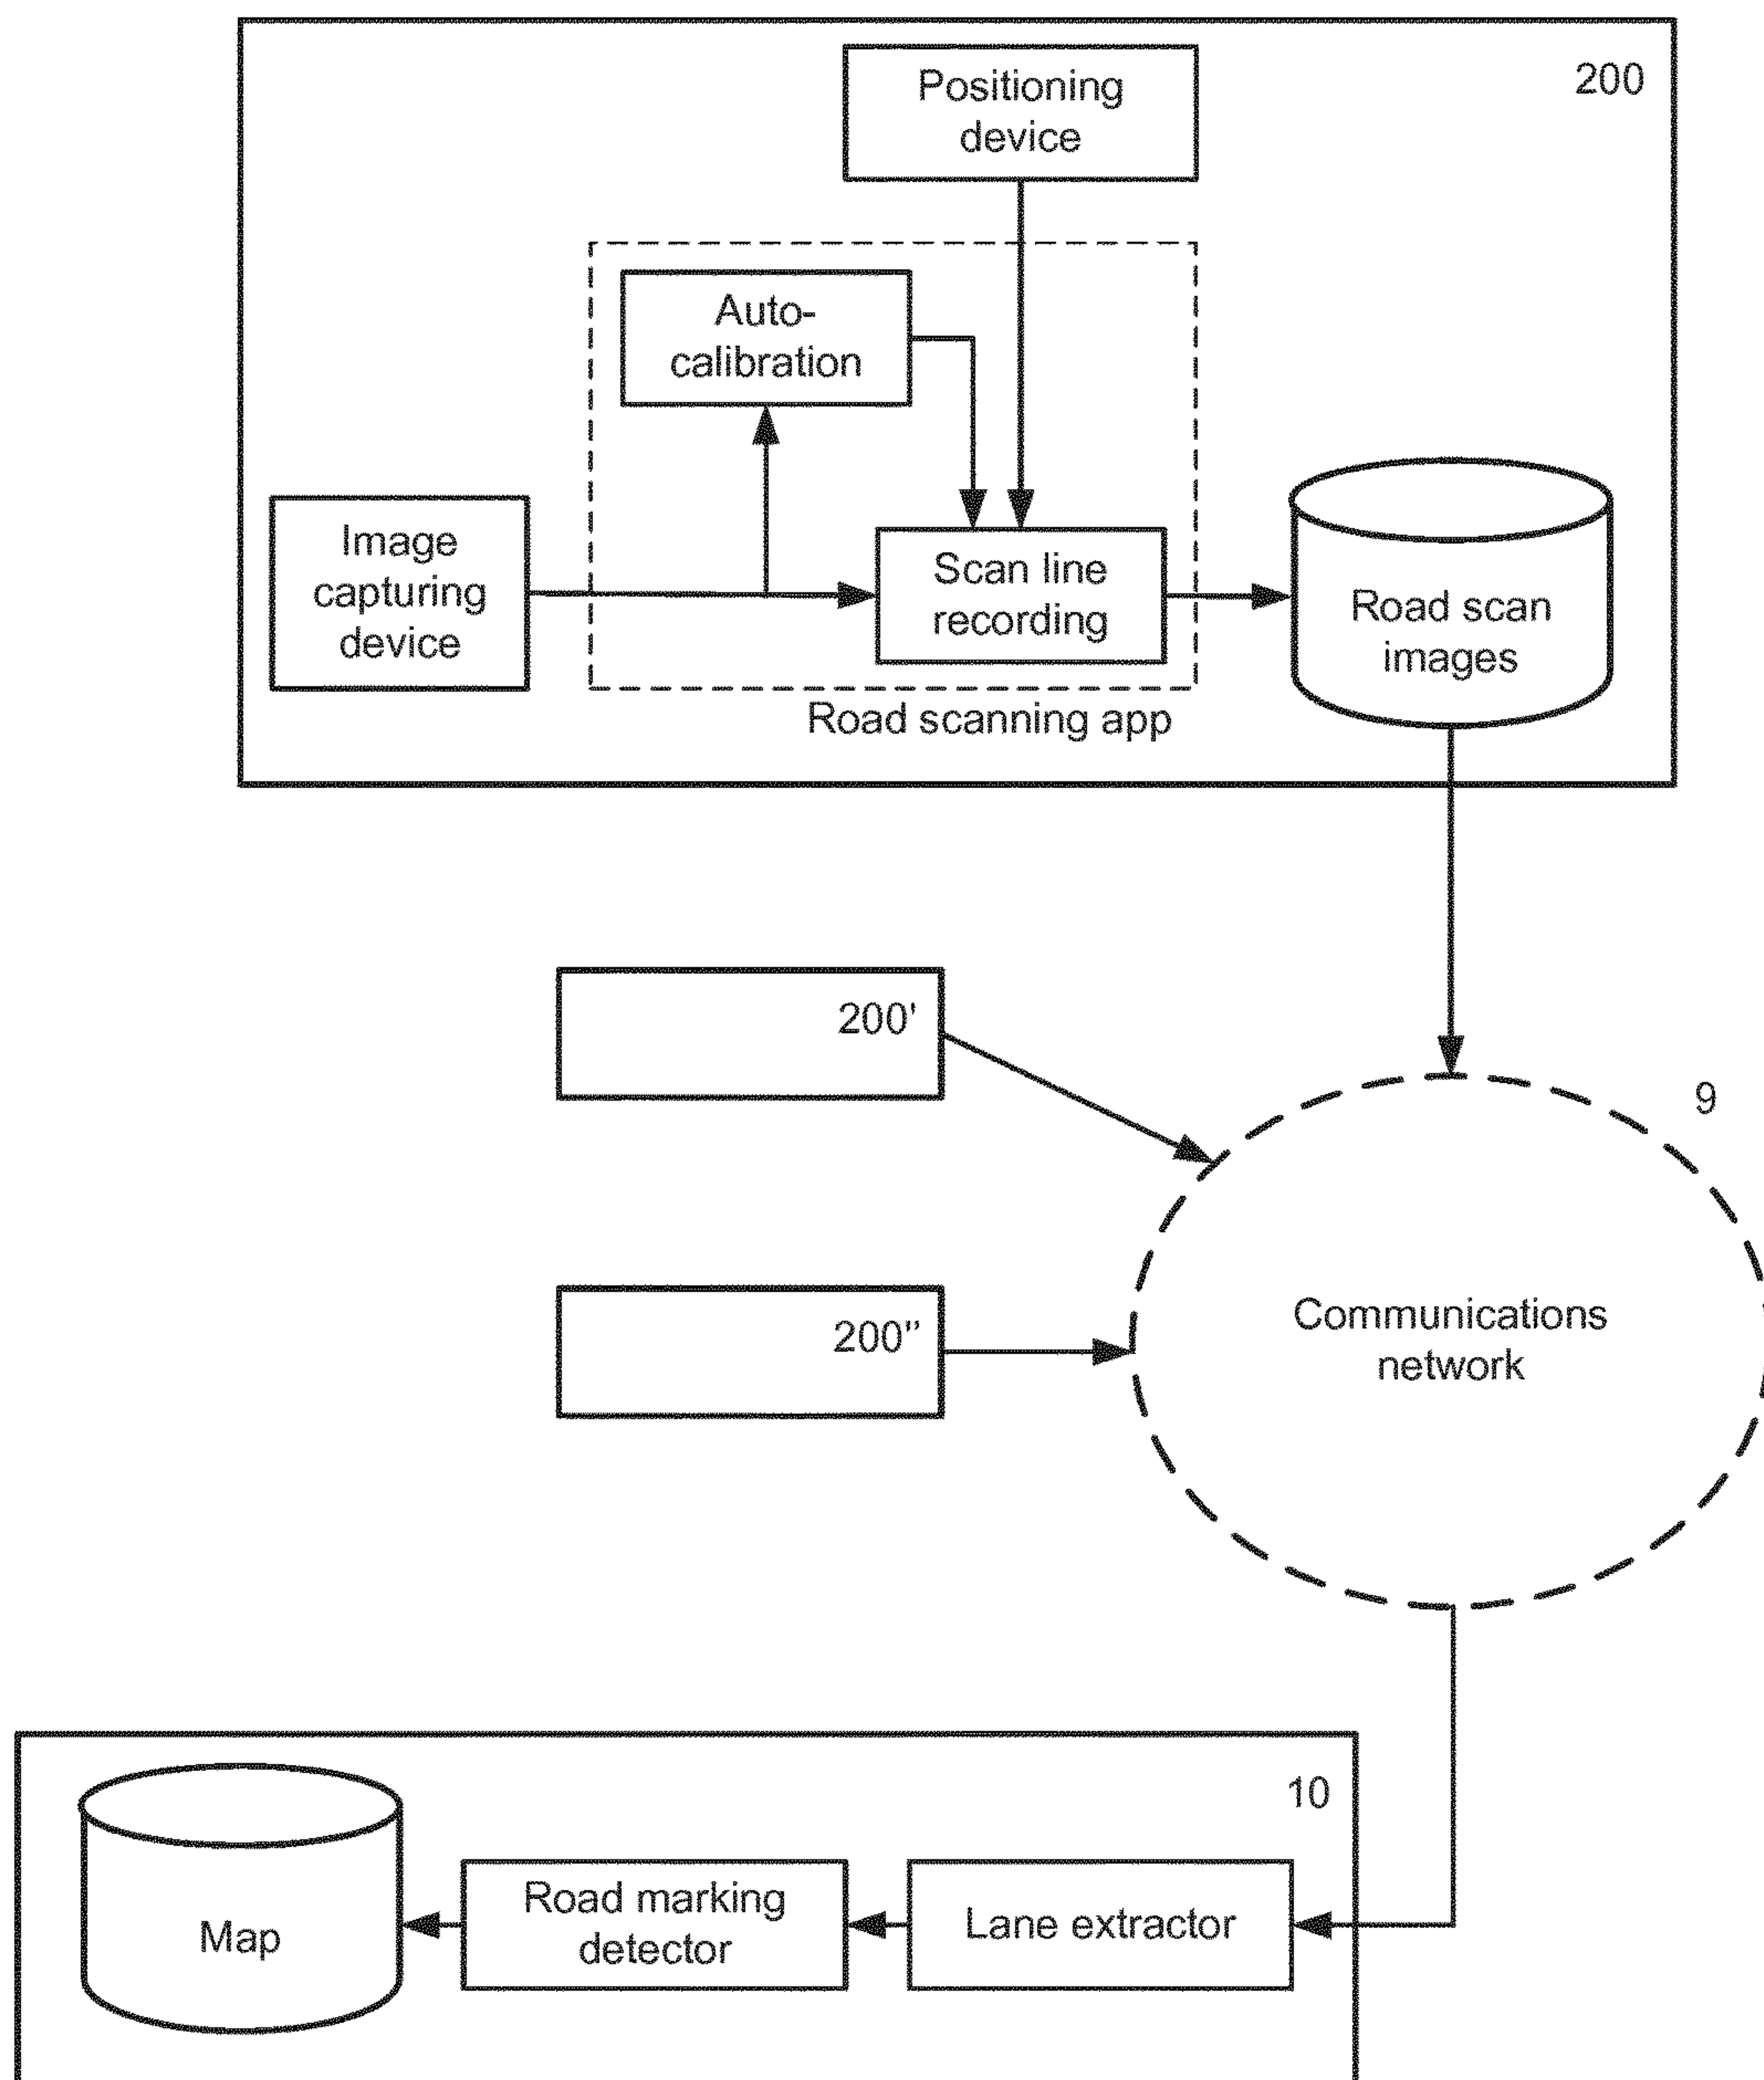 Positioning
device
200
Auto-
calibration
Image
capturing
device
Scan line
recording
Road scan
images
Road scanning app
200'
9
200"
Communications
network
10
Road marking
detector
Lane extractor
Map